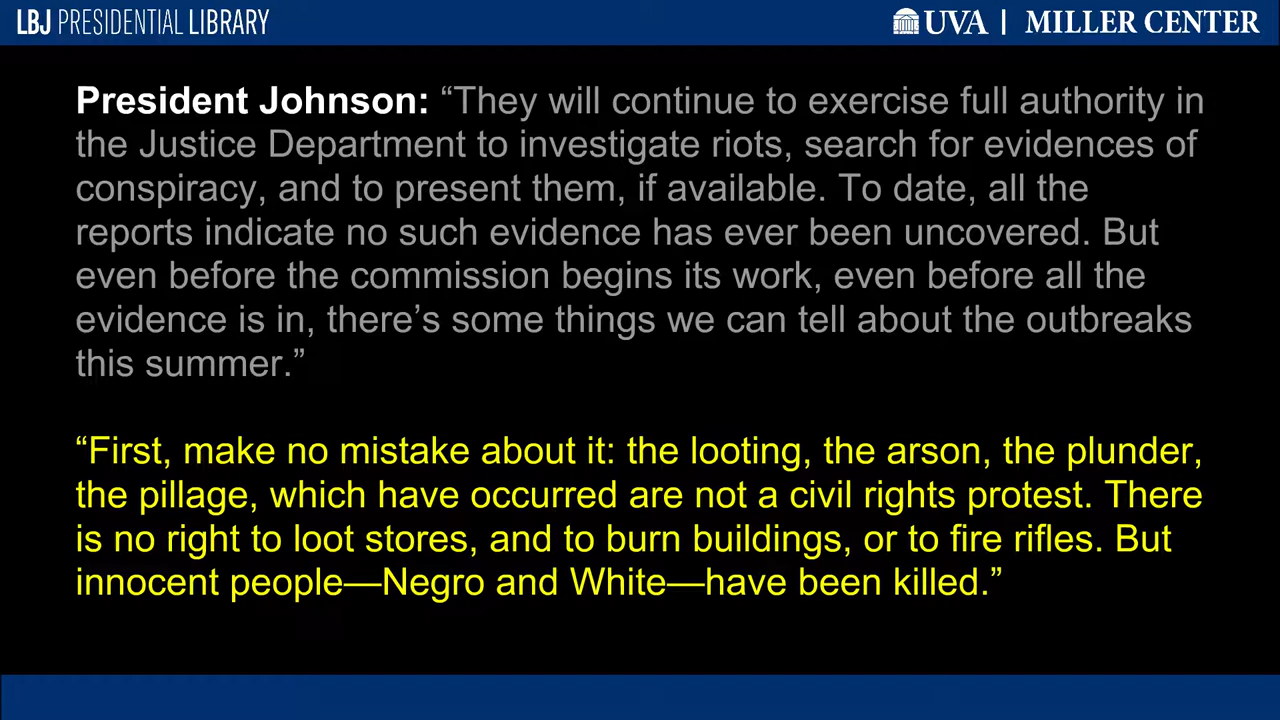 LBJ PRESIDENTIAL LIBRARY
UVA | MILLER CENTER
President Johnson: “They will continue to exercise full authority in
the Justice Department to investigate riots, search for evidences of
conspiracy, and to present them, if available. To date, all the
reports indicate no such evidence has ever been uncovered. But
even before the commission begins its work, even before all the
evidence is in, there’s some things we can tell about the outbreaks
this summer.”
“First, make no mistake about it: the looting, the arson, the plunder,
the pillage, which have occurred are not a civil rights protest. There
is no right to loot stores, and to burn buildings, or to fire rifles. But
innocent people—Negro and White—have been killed.”